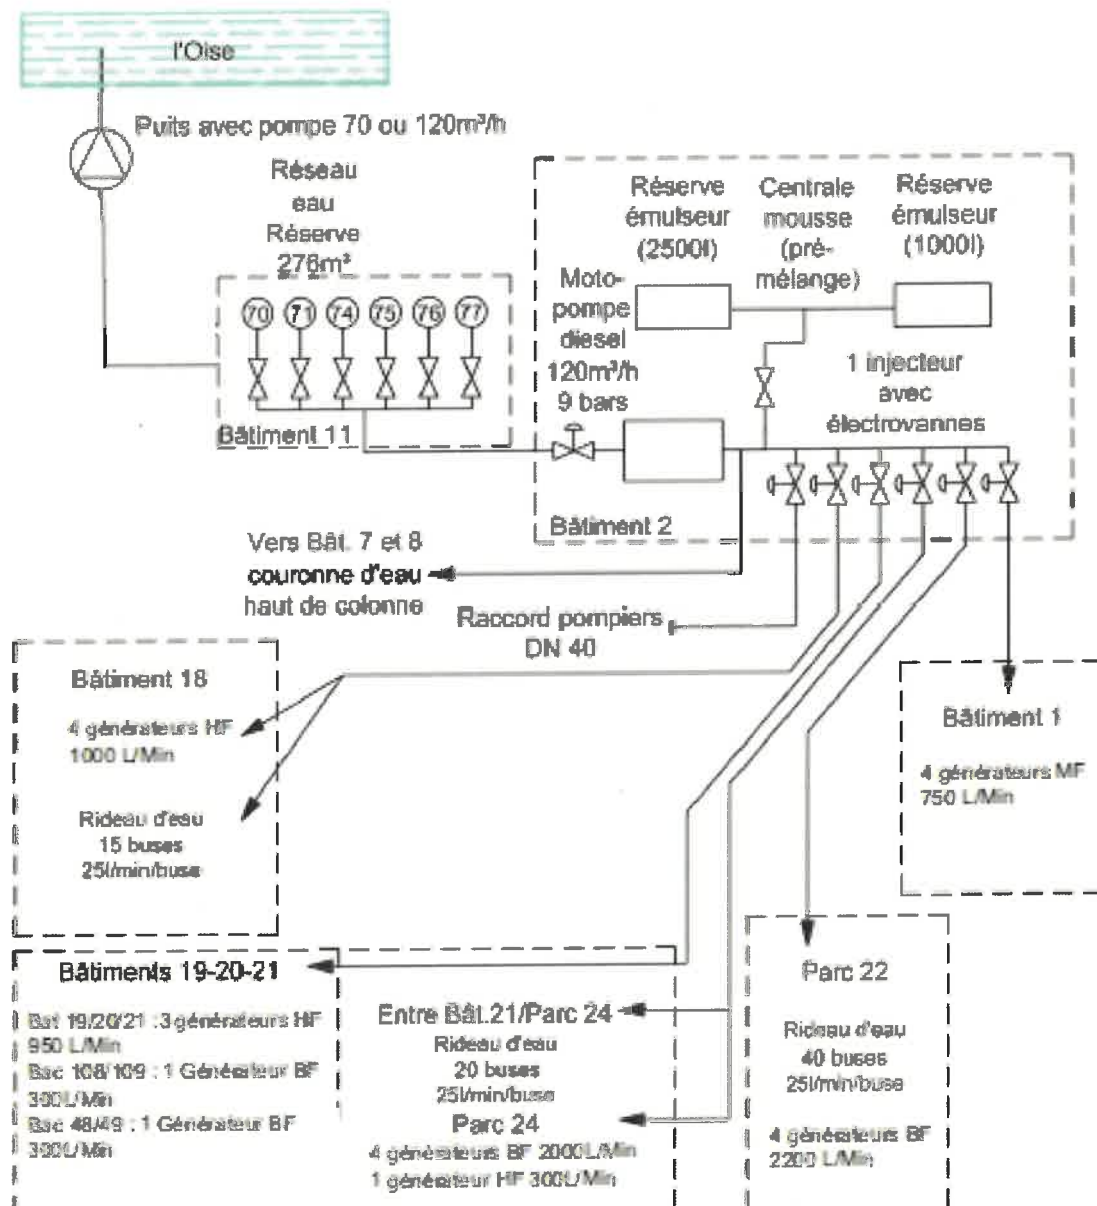 l'Oise
Puits avec pompe 70 ou 120m³/h
Réseau
eau
Réserve
276m³
70 71 74 75 76 77
Bâtiment 11
Réserve
émulseur
(2500l)
Centrale
mousse
(pré-
mélange)
Réserve
émulseur
(1000l)
Moto-
pompe
diesel
120m³/h
9 bars
1 injecteur
avec
électrovannes
Bâtiment 2
Vers Bât. 7 et 8
couronne d'eau
haut de colonne
Raccord pompiers
DN 40
Bâtiment 18
4 générateurs HF
1000 L/Min
Rideau d'eau
15 buses
25l/min/buse
Bâtiment 1
4 générateurs MF
750 L/Min
Bâtiments 19-20-21
Bat 19/20/21 : 3 générateurs HF
950 L/Min
Bac 108/109 : 1 Générateur BF
300L/Min
Bac 48/49 : 1 Générateur BF
300L/Min
Entre Bât.21/Parc 24
Rideau d'eau
20 buses
25l/min/buse
Parc 24
4 générateurs BF 2000L/Min
1 générateur HF 300L/Min
Parc 22
Rideau d'eau
40 buses
25l/min/buse
4 générateurs BF
2200 L/Min